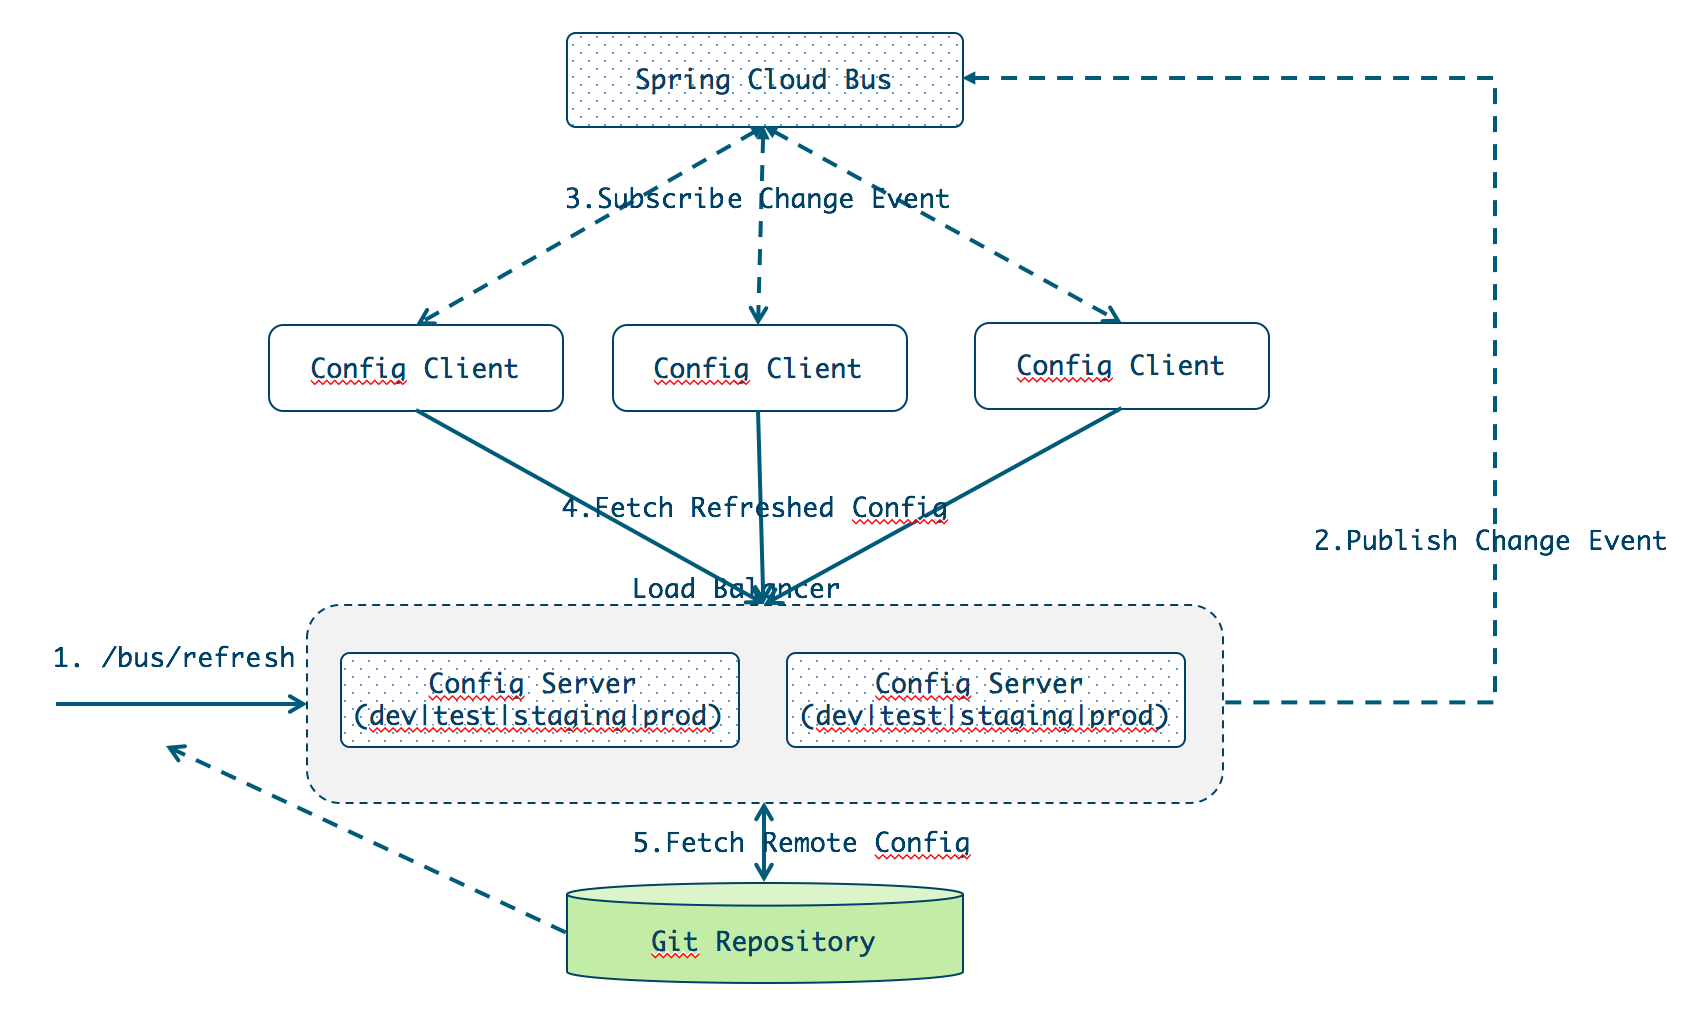 Spring Cloud Bus
3.Subscribe Change Event
Config Client
Config Client
Config Client
4.Fetch Refreshed Config
2.Publish Change Event
Load Balancer
1. /bus/refresh
Config Server
(dev|test|staging|prod)
Config Server
(dev|test|staging|prod)
5.Fetch Remote Config
Git Repository